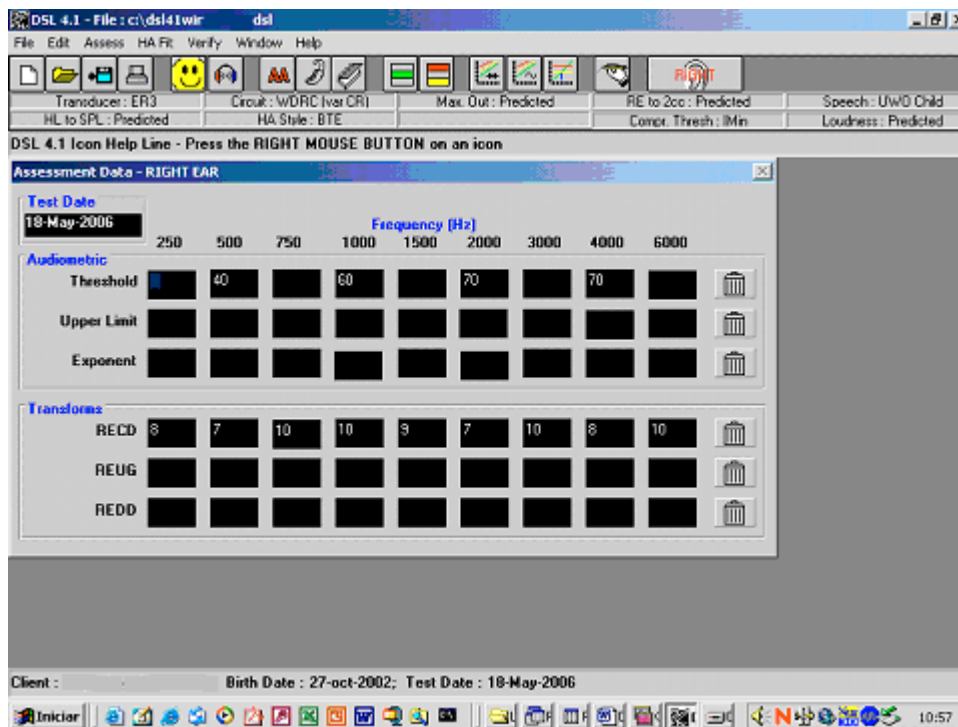 DSL 4.1 - File : c:\dsl41wir dsl
File Edit Assess HA Fit Verify Window Help
RIGHT
Transducer : ER3 Circuit : WDRC (var CR) Max. Out : Predicted RE to 2cc : Predicted Speech : UWO Child
HL to SPL : Predicted HA Style : BTE Compr. Thresh : IMin Loudness : Predicted
DSL 4.1 Icon Help Line - Press the RIGHT MOUSE BUTTON on an icon
Assessment Data - RIGHT EAR
Test Date
18-May-2006
Frequency (Hz)
250 500 750 1000 1500 2000 3000 4000 6000
Audiometric
Threshold 40 60 70 70
Upper Limit
Exponent
Transforms
RECD 8 7 10 10 9 7 10 8 10
REUG
REDD
Client : Birth Date : 27-oct-2002; Test Date : 18-May-2006
Iniciar 10:57